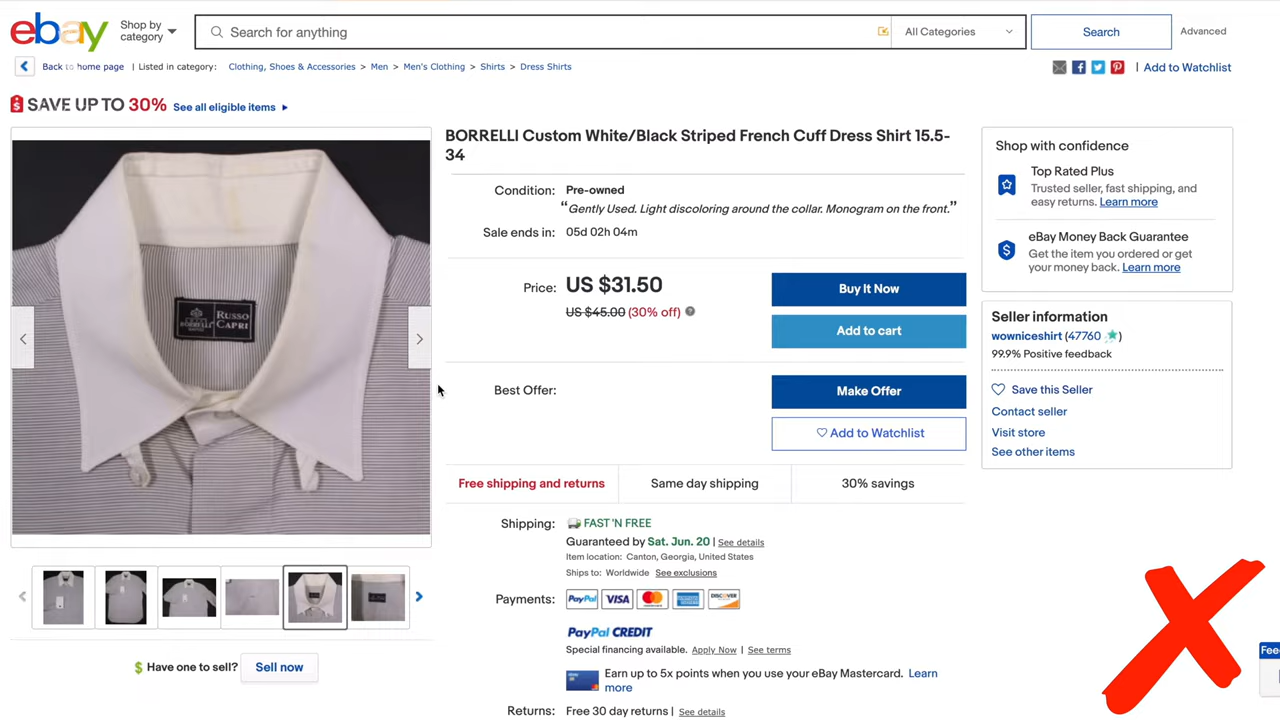 ebay
Shop by
category
Search for anything
All Categories
Search
Advanced
Back to home page | Listed in category: Clothing, Shoes & Accessories > Men > Men's Clothing > Shirts > Dress Shirts
| Add to Watchlist
SAVE UP TO 30% See all eligible items
BORRELLI Custom White/Black Striped French Cuff Dress Shirt 15.5-
34
Condition: Pre-owned
“Gently Used. Light discoloring around the collar. Monogram on the front.”
Sale ends in: 05d 02h 04m
Price: US $31.50
US $45.00 (30% off)
Buy It Now
Add to cart
Best Offer:
Make Offer
Add to Watchlist
Free shipping and returns
Same day shipping
30% savings
Shipping: FAST 'N FREE
Guaranteed by Sat. Jun. 20 | See details
Item location: Canton, Georgia, United States
Ships to: Worldwide See exclusions
Payments: PayPal VISA
DISCOVER
PayPal CREDIT
Special financing available. Apply Now | See terms
Earn up to 5x points when you use your eBay Mastercard. Learn
more
Returns: Free 30 day returns | See details
Shop with confidence
Top Rated Plus
Trusted seller, fast shipping, and
easy returns. Learn more
eBay Money Back Guarantee
Get the item you ordered or get
your money back. Learn more
Seller information
wowniceshirt (47760)
99.9% Positive feedback
Save this Seller
Contact seller
Visit store
See other items
BORRELLI
RUSSO
CAPRI
Have one to sell? Sell now